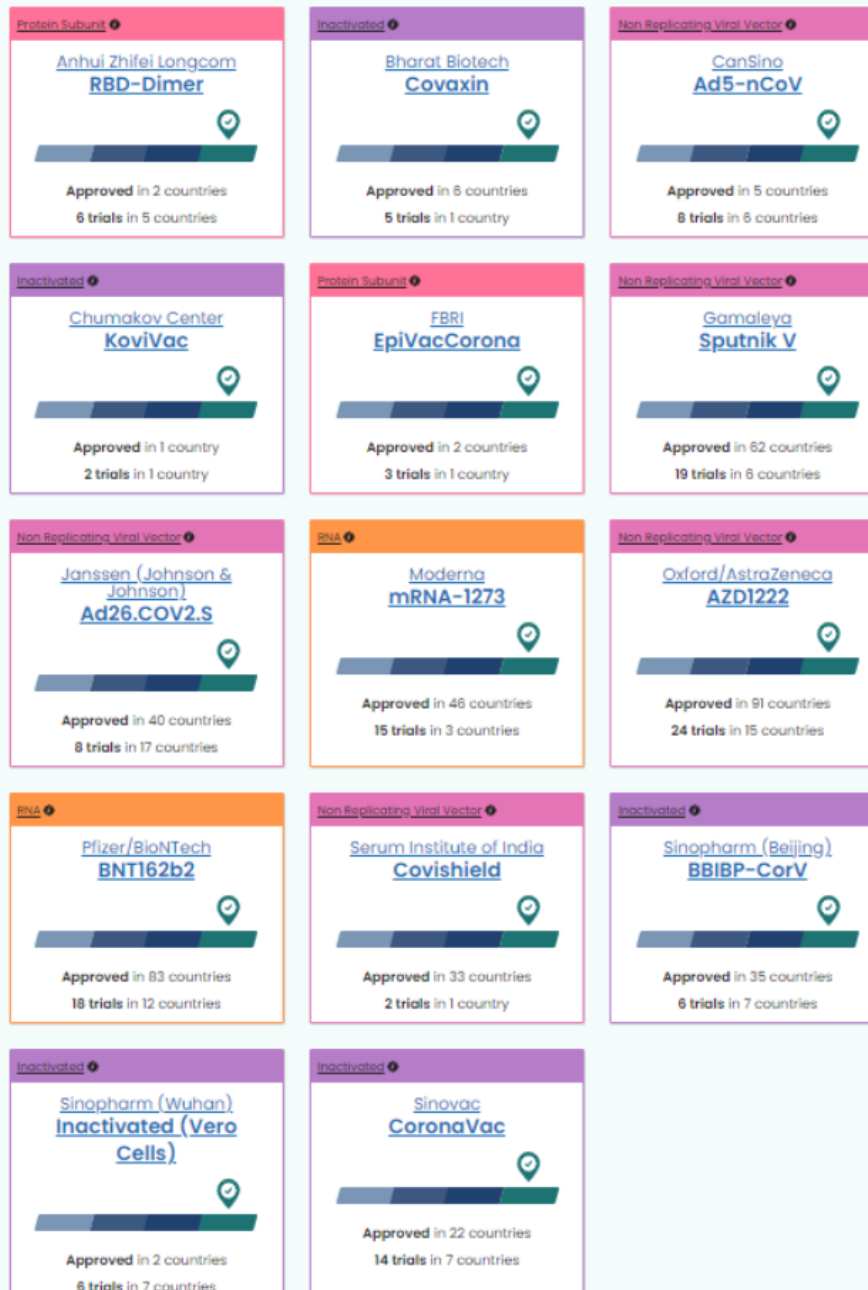 Protein Subunit
Anhui Zhifei Longcom
RBD-Dimer
Approved in 2 countries
6 trials in 5 countries
Inactivated
Bharat Biotech
Covaxin
Approved in 6 countries
5 trials in 1 country
Non Replicating Viral Vector
CanSino
Ad5-nCoV
Approved in 5 countries
8 trials in 6 countries
Inactivated
Chumakov Center
KoviVac
Approved in 1 country
2 trials in 1 country
Protein Subunit
FBRI
EpiVacCorona
Approved in 2 countries
3 trials in 1 country
Non Replicating Viral Vector
Gamaleya
Sputnik V
Approved in 62 countries
19 trials in 6 countries
Non Replicating Viral Vector
Janssen (Johnson &
Johnson)
Ad26.COV2.S
Approved in 40 countries
8 trials in 17 countries
RNA
Moderna
mRNA-1273
Approved in 46 countries
15 trials in 3 countries
Non Replicating Viral Vector
Oxford/AstraZeneca
AZD1222
Approved in 91 countries
24 trials in 15 countries
RNA
Pfizer/BioNTech
BNT162b2
Approved in 83 countries
18 trials in 12 countries
Non Replicating Viral Vector
Serum Institute of India
Covishield
Approved in 33 countries
2 trials in 1 country
Inactivated
Sinopharm (Beijing)
BBIBP-CorV
Approved in 35 countries
6 trials in 7 countries
Inactivated
Sinopharm (Wuhan)
Inactivated (Vero
Cells)
Approved in 2 countries
6 trials in 7 countries
Inactivated
Sinovac
CoronaVac
Approved in 22 countries
14 trials in 7 countries